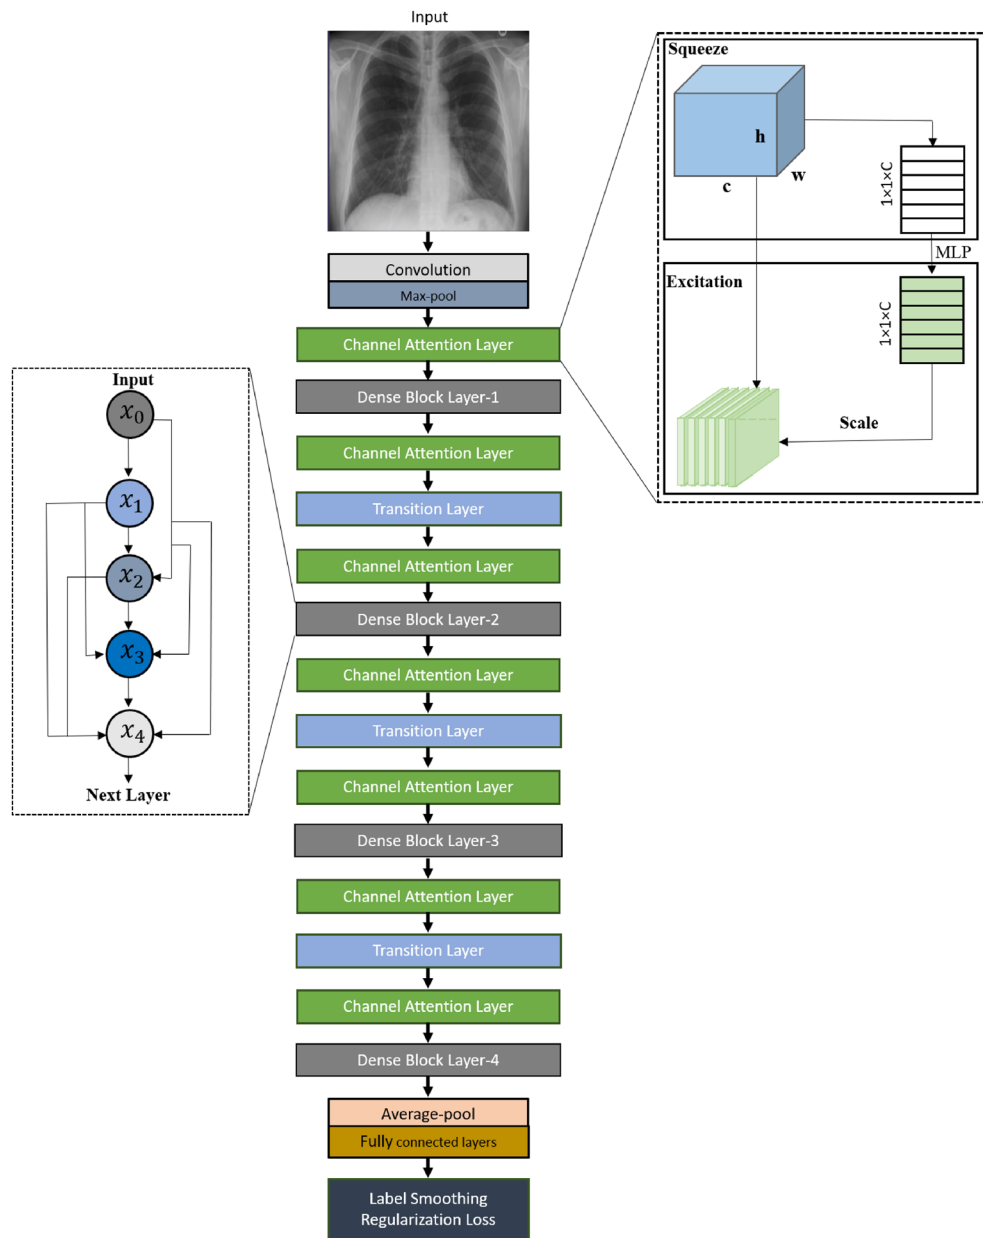 Input
Convolution
Max-pool
Channel Attention Layer
Dense Block Layer-1
Channel Attention Layer
Transition Layer
Channel Attention Layer
Dense Block Layer-2
Channel Attention Layer
Transition Layer
Channel Attention Layer
Dense Block Layer-3
Channel Attention Layer
Transition Layer
Channel Attention Layer
Dense Block Layer-4
Average-pool
Fully connected layers
Label Smoothing
Regularization Loss
Input
x₀
x₁
x₂
x₃
x₄
Next Layer
Squeeze
h
w
c
1×1×C
MLP
Excitation
1×1×C
Scale